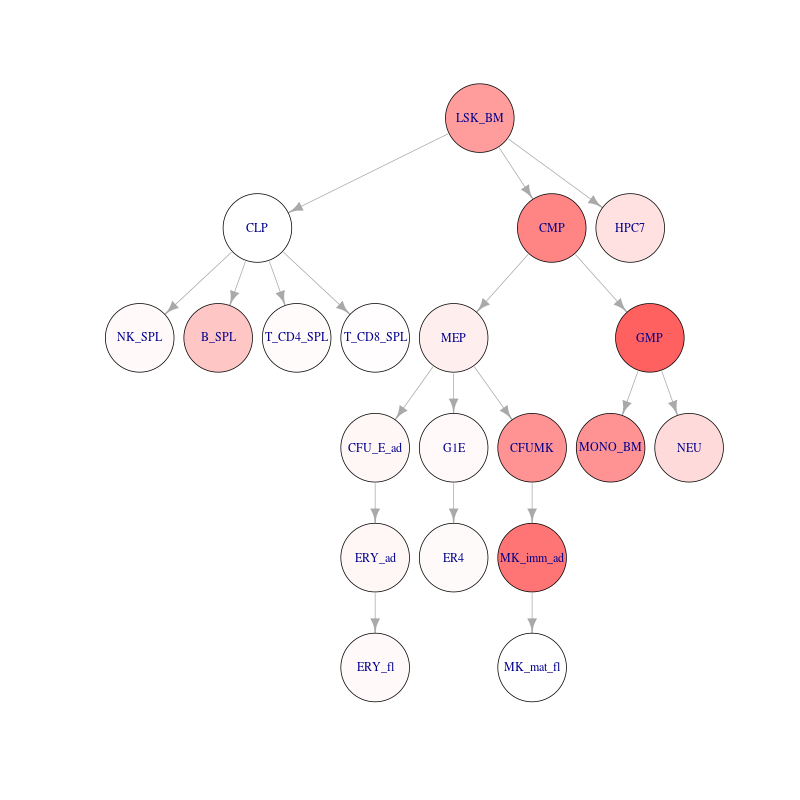 LSK_BM
CLP
CMP
HPC7
NK_SPL
B_SPL
T_CD4_SPL
T_CD8_SPL
MEP
GMP
CFU_E_ad
G1E
CFUMK
MONO_BM
NEU
ERY_ad
ER4
MK_imm_ad
ERY_fl
MK_mat_fl